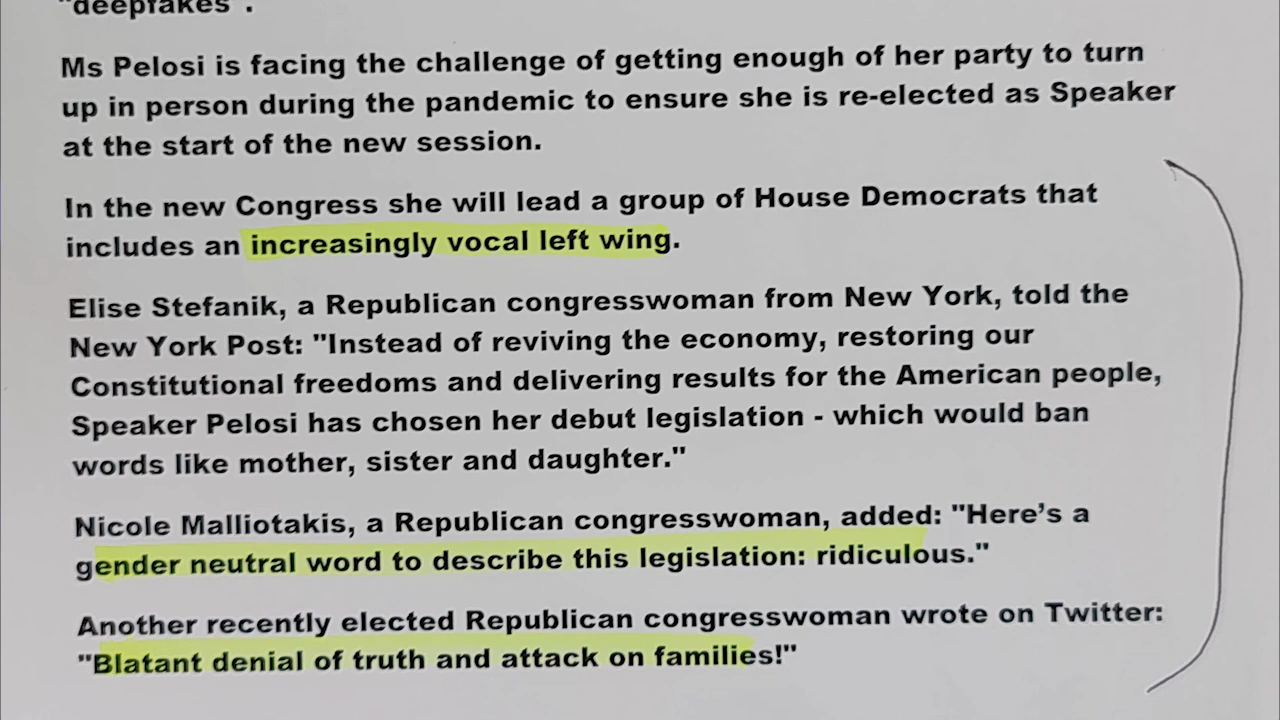 "deepfakes".
Ms Pelosi is facing the challenge of getting enough of her party to turn
up in person during the pandemic to ensure she is re-elected as Speaker
at the start of the new session.
In the new Congress she will lead a group of House Democrats that
includes an increasingly vocal left wing.
Elise Stefanik, a Republican congresswoman from New York, told the
New York Post: "Instead of reviving the economy, restoring our
Constitutional freedoms and delivering results for the American people,
Speaker Pelosi has chosen her debut legislation - which would ban
words like mother, sister and daughter."
Nicole Malliotakis, a Republican congresswoman, added: "Here’s a
gender neutral word to describe this legislation: ridiculous."
Another recently elected Republican congresswoman wrote on Twitter:
"Blatant denial of truth and attack on families!"